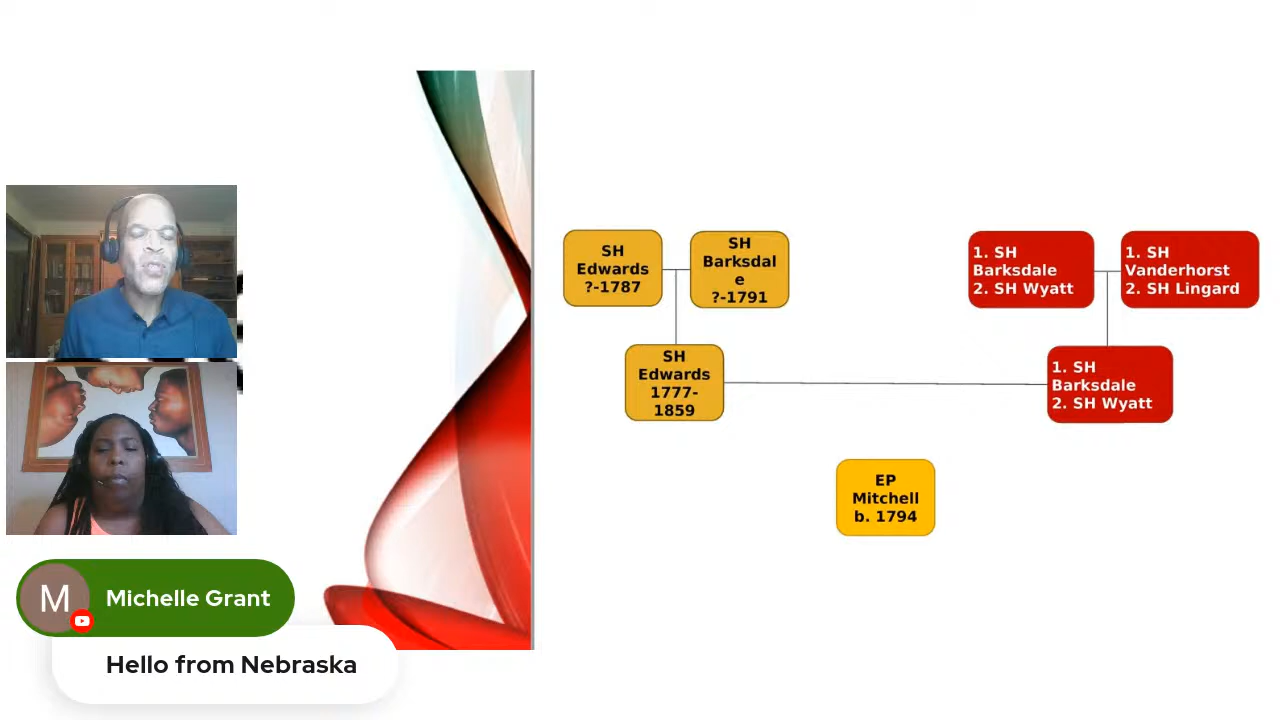 SH
Edwards
?-1787
SH
Barksdal
e
?-1791
1. SH
Barksdale
2. SH Wyatt
1. SH
Vanderhorst
2. SH Lingard
SH
Edwards
1777-
1859
1. SH
Barksdale
2. SH Wyatt
EP
Mitchell
b. 1794
M
Michelle Grant
Hello from Nebraska